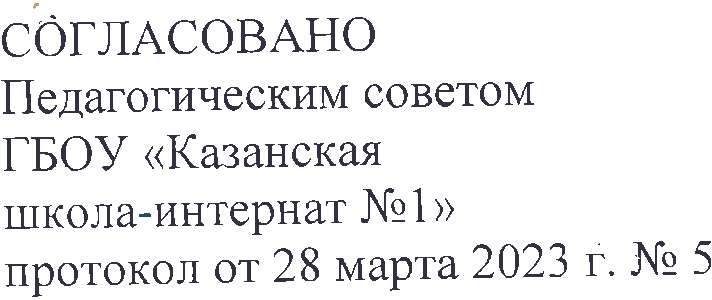 СОГЛАСОВАНО
Педагогическим советом
ГБОУ «Казанская
школа-интернат №1»
протокол от 28 марта 2023 г. № 5